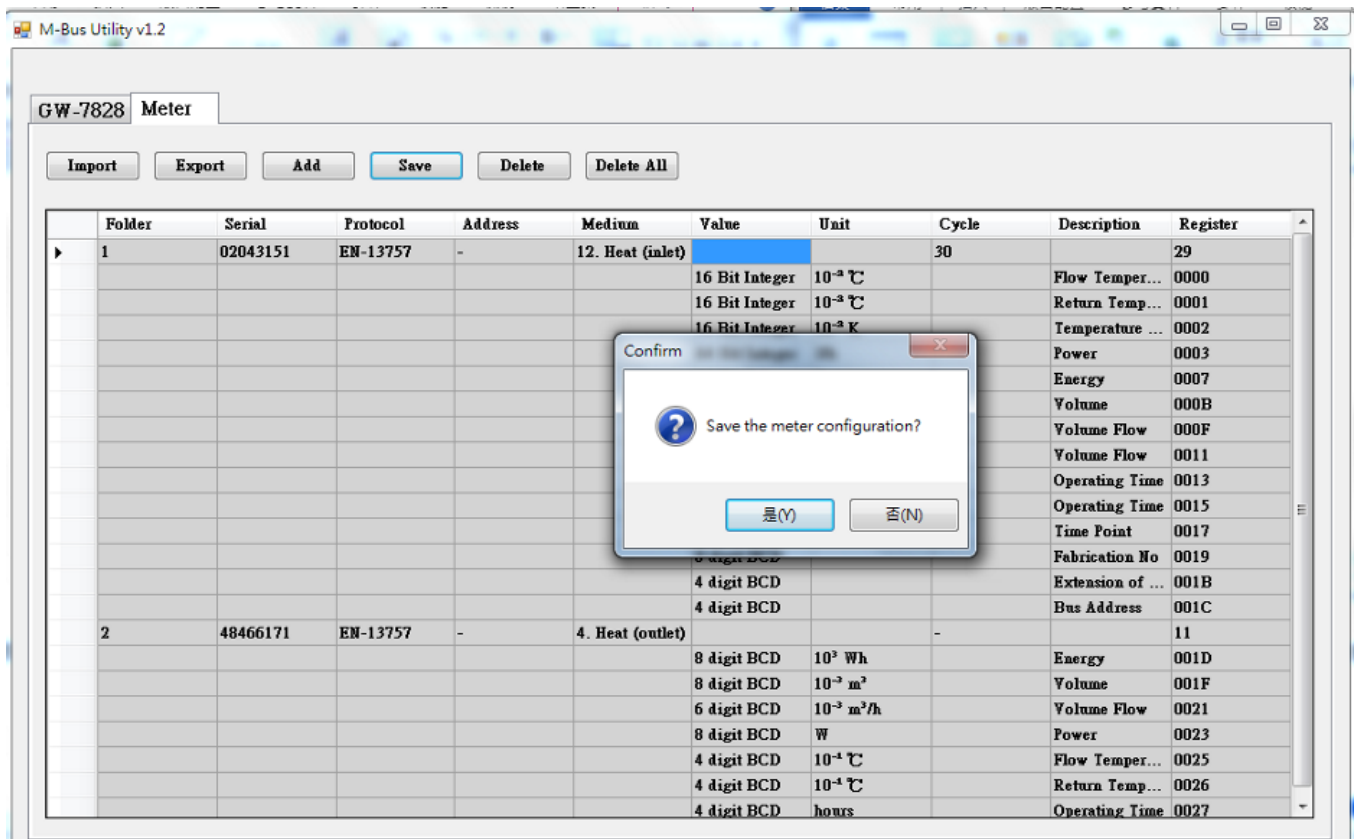 M-Bus Utility v1.2
GW-7828 Meter
Import Export Add Save Delete Delete All
Folder Serial Protocol Address Medium Value Unit Cycle Description Register
1 02043151 EN-13757 - 12. Heat (inlet) 30 29
16 Bit Integer 10⁻² ℃ Flow Temper... 0000
16 Bit Integer 10⁻² ℃ Return Temp... 0001
16 Bit Integer 10⁻² K Temperature ... 0002
Confirm
Power 0003
Energy 0007
Volume 000B
Save the meter configuration?
Volume Flow 000F
Volume Flow 0011
Operating Time 0013
是(Y) 否(N)
Operating Time 0015
Time Point 0017
8 digit BCD Fabrication No 0019
4 digit BCD Extension of ... 001B
4 digit BCD Bus Address 001C
2 48466171 EN-13757 - 4. Heat (outlet) - 11
8 digit BCD 10³ Wh Energy 001D
8 digit BCD 10⁻² m³ Volume 001F
6 digit BCD 10⁻³ m³/h Volume Flow 0021
8 digit BCD W Power 0023
4 digit BCD 10⁻¹ ℃ Flow Temper... 0025
4 digit BCD 10⁻¹ ℃ Return Temp... 0026
4 digit BCD hours Operating Time 0027